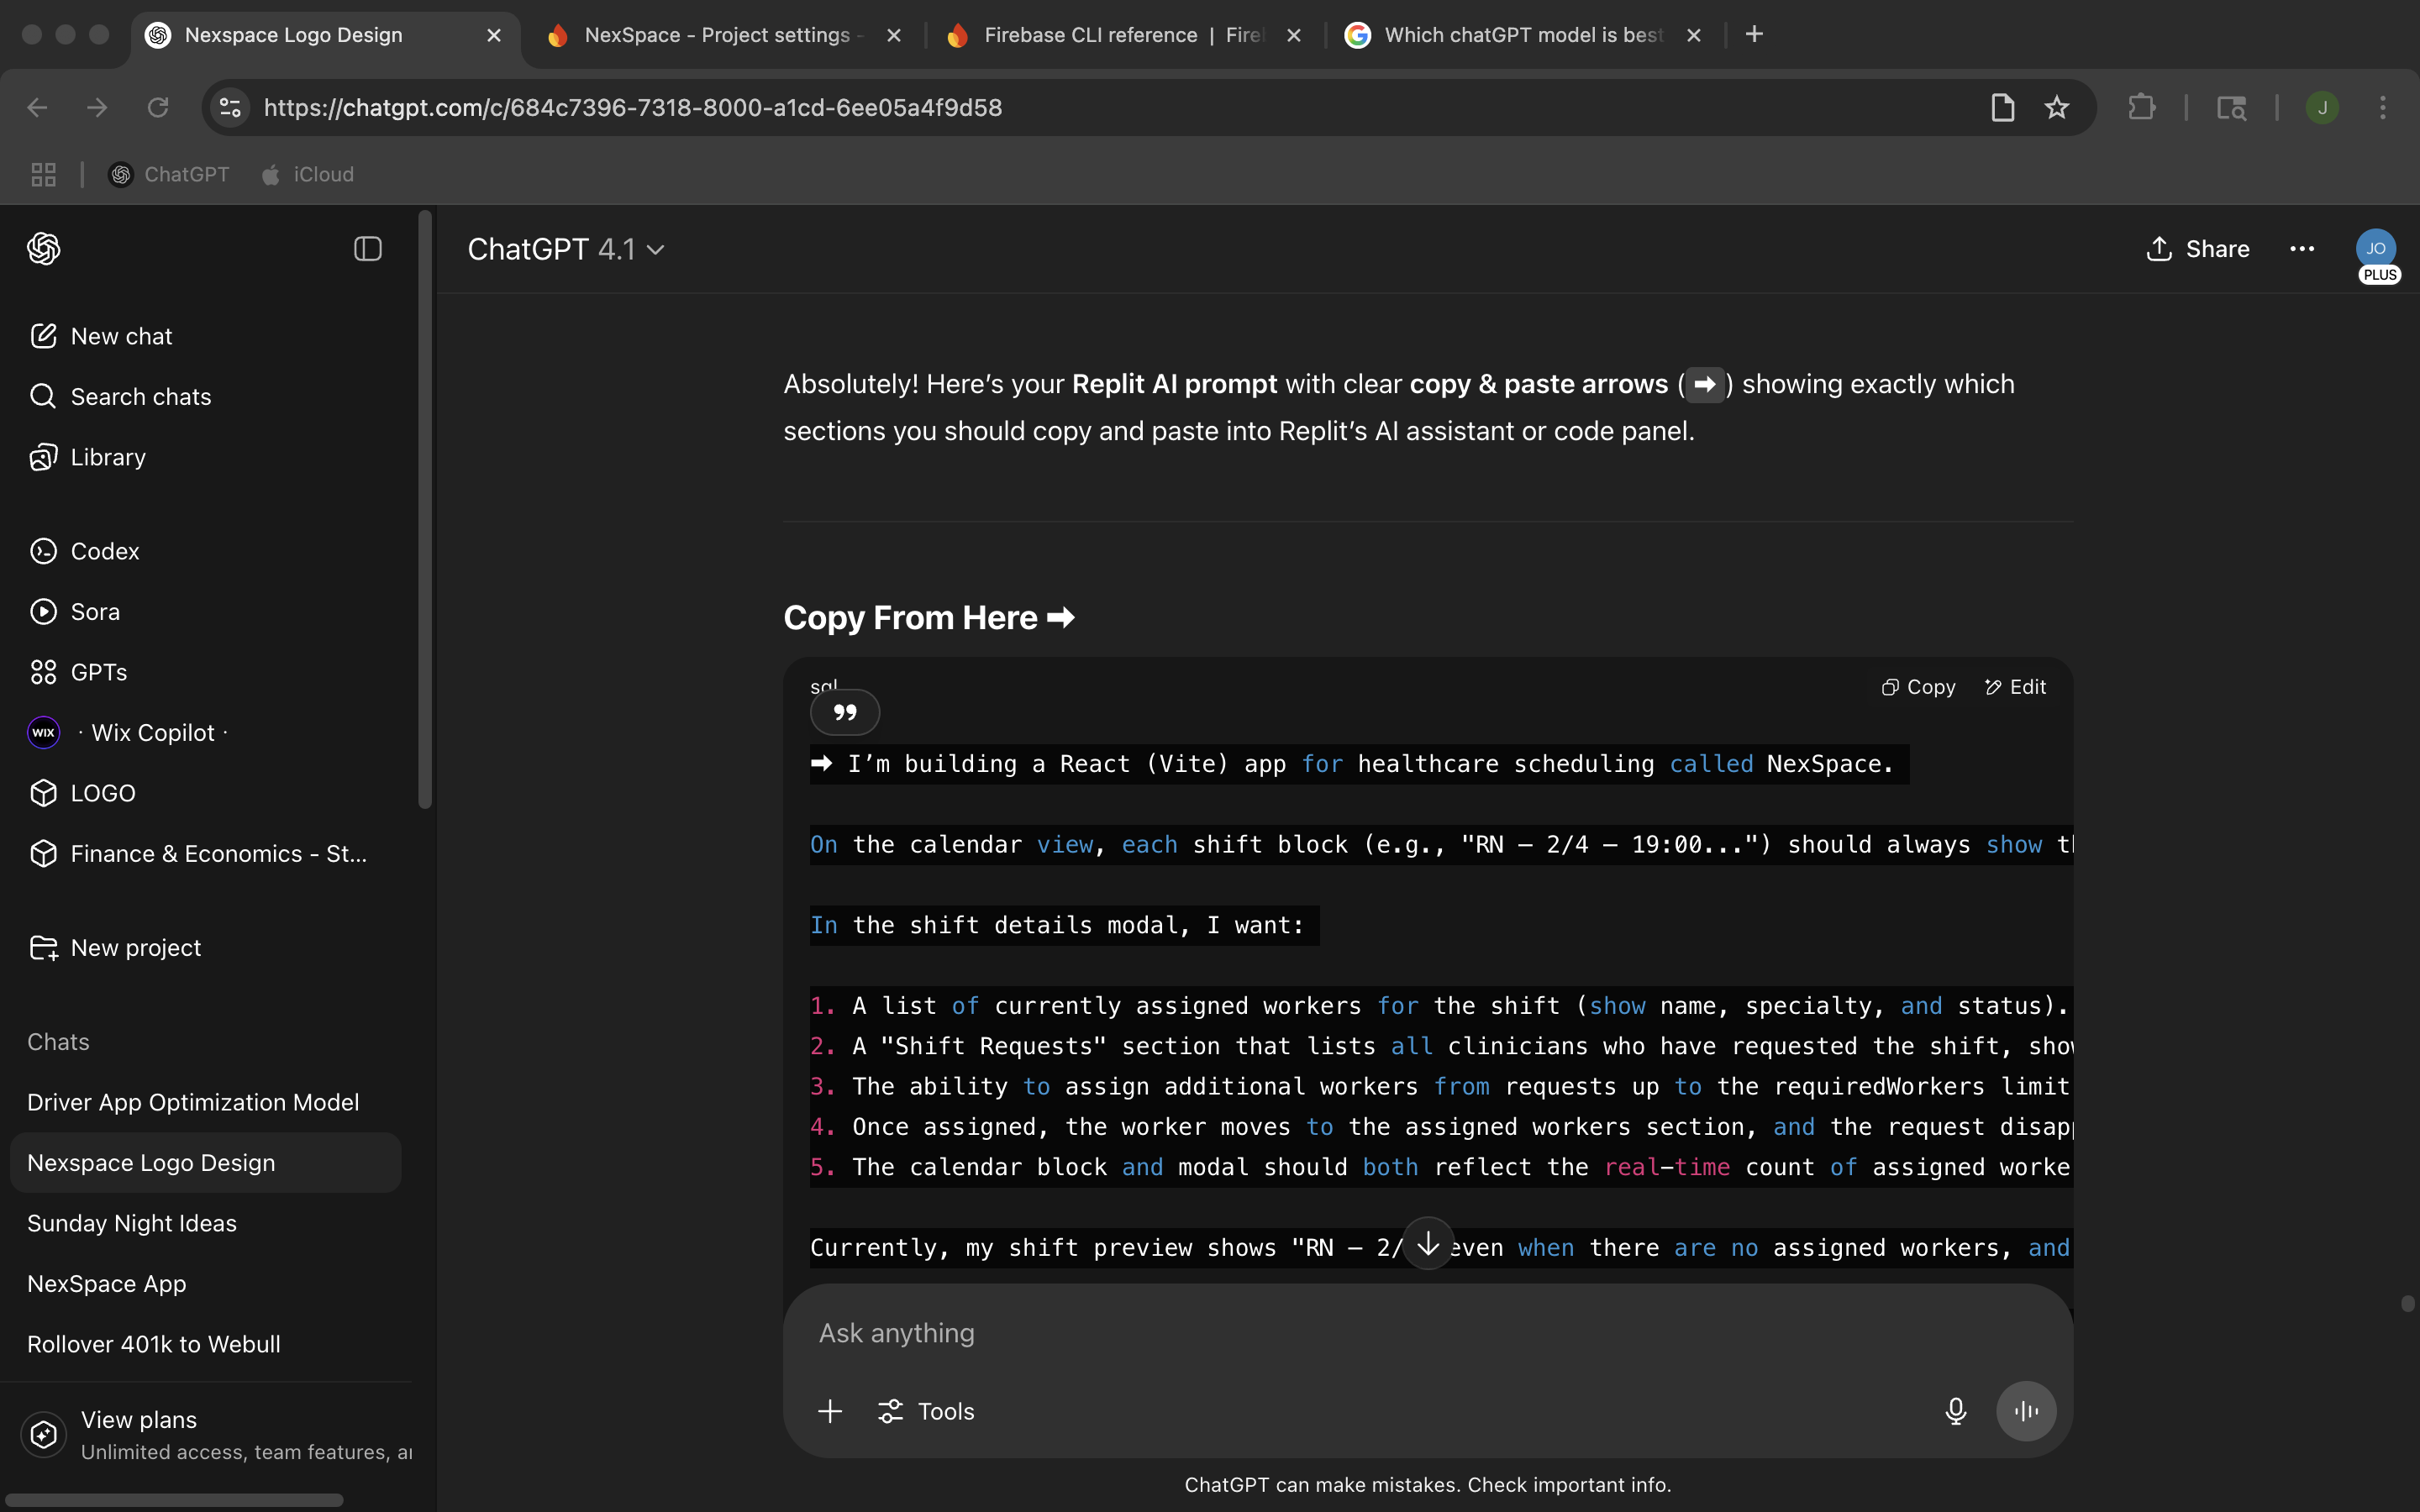 Nexspace Logo Design
NexSpace - Project settings -
Firebase CLI reference | Fire
Which chatGPT model is best
https://chatgpt.com/c/684c7396-7318-8000-a1cd-6ee05a4f9d58
J
ChatGPT
iCloud
New chat
Search chats
Library
Codex
Sora
GPTs
WIX
· Wix Copilot ·
LOGO
Finance & Economics - St...
New project
Chats
Driver App Optimization Model
Nexspace Logo Design
Sunday Night Ideas
NexSpace App
Rollover 401k to Webull
View plans
Unlimited access, team features,
ChatGPT 4.1
Share
JO
PLUS
Absolutely! Here’s your Replit AI prompt with clear copy & paste arrows (➡) showing exactly which
sections you should copy and paste into Replit’s AI assistant or code panel.
Copy From Here ➡
sql
Copy
Edit
➡ I’m building a React (Vite) app for healthcare scheduling called NexSpace.
On the calendar view, each shift block (e.g., "RN – 2/4 – 19:00...") should always show
In the shift details modal, I want:
1. A list of currently assigned workers for the shift (show name, specialty, and status).
2. A "Shift Requests" section that lists all clinicians who have requested the shift,
3. The ability to assign additional workers from requests up to the requiredWorkers limit
4. Once assigned, the worker moves to the assigned workers section, and the request
5. The calendar block and modal should both reflect the real-time count of assigned
Currently, my shift preview shows "RN – 2/ even when there are no assigned workers, and
Ask anything
Tools
ChatGPT can make mistakes. Check important info.